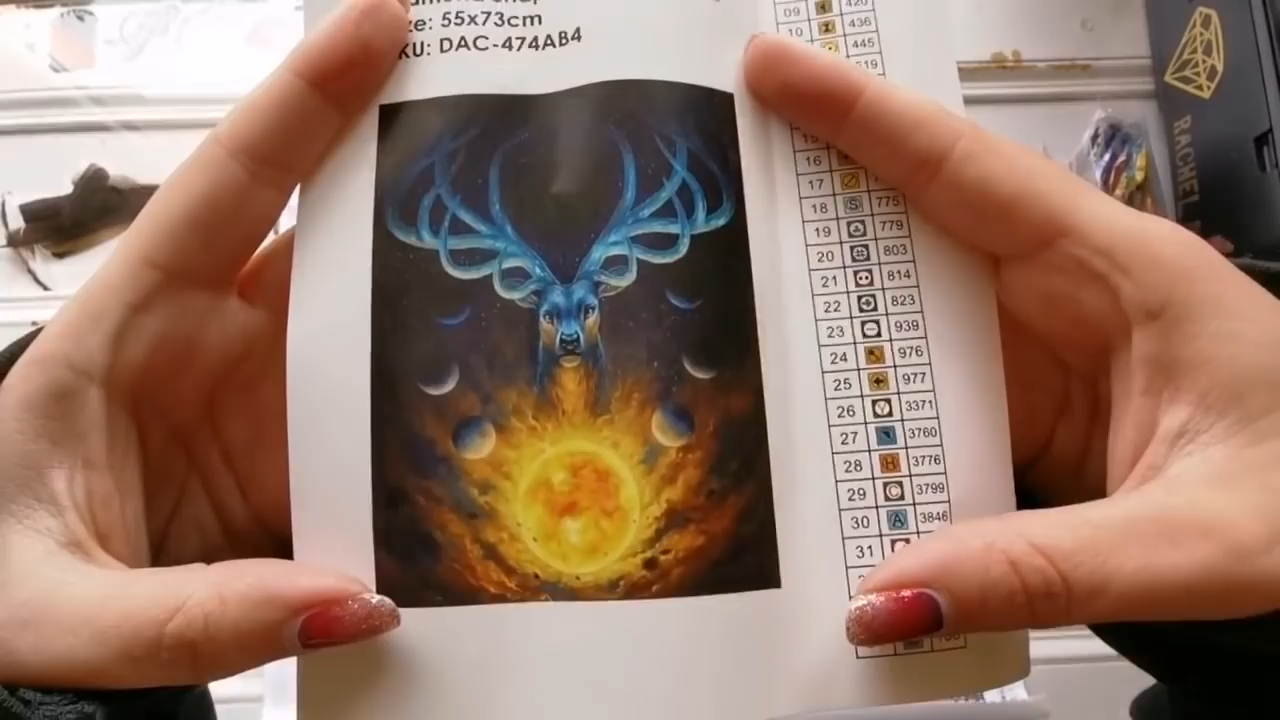 ze: 55x73cm
KU: DAC-474AB4
09 420
10 436
445
519
15
16
17
18 S 775
19 779
20 803
21 814
22 823
23 939
24 976
25 977
26 Y 3371
27 3760
28 H 3776
29 C 3799
30 A 3846
31
RACHEL